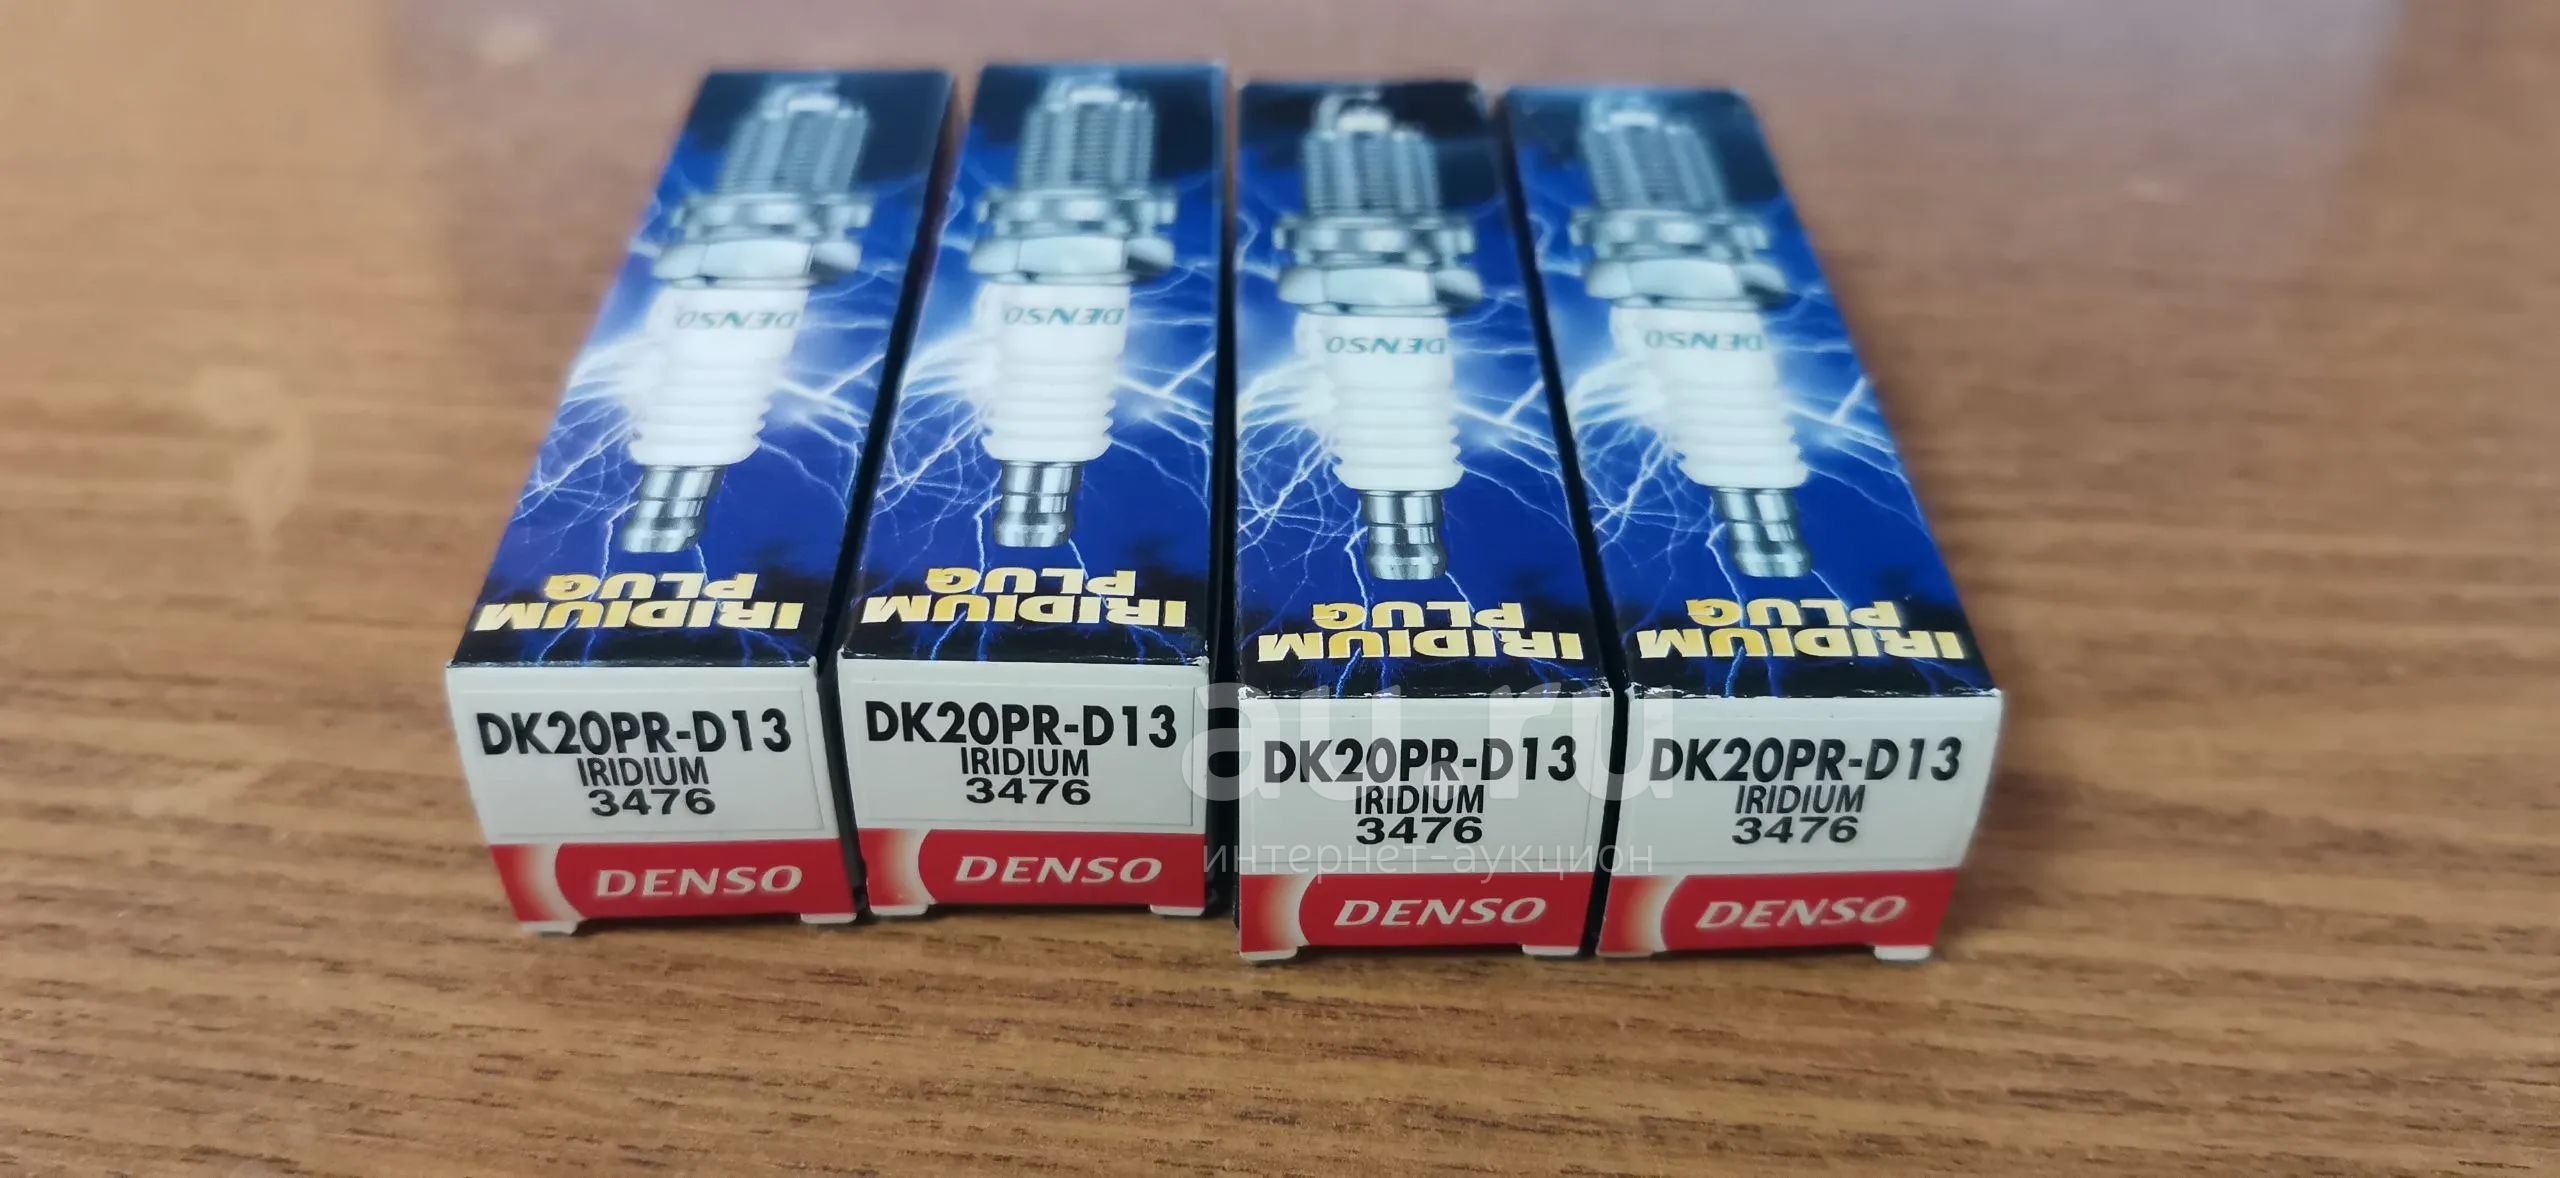 DENSO
DENSO
DENSO
DENSO
IRIDIUM
PLUG
IRIDIUM
PLUG
IRIDIUM
PLUG
IRIDIUM
PLUG
DK20PR-D13
IRIDIUM
3476
DENSO
DK20PR-D13
IRIDIUM
3476
DENSO
DK20PR-D13
IRIDIUM
3476
DENSO
DK20PR-D13
IRIDIUM
3476
DENSO
au.ru
интернет-аукцион